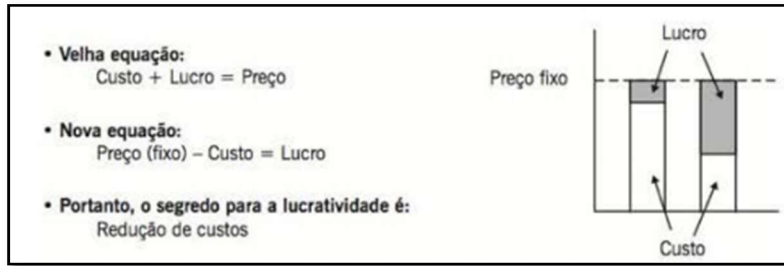 • Velha equação:
Custo + Lucro = Preço
• Nova equação:
Preço (fixo) – Custo = Lucro
• Portanto, o segredo para a lucratividade é:
Redução de custos
Lucro
Preço fixo
Custo